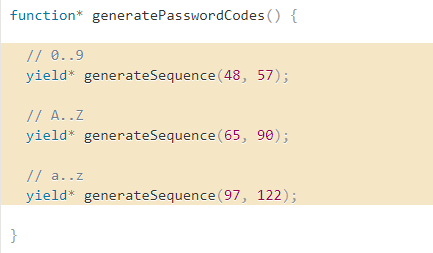 function* generatePasswordCodes() {
// 0..9
yield* generateSequence(48, 57);
// A..Z
yield* generateSequence(65, 90);
// a..z
yield* generateSequence(97, 122);
}